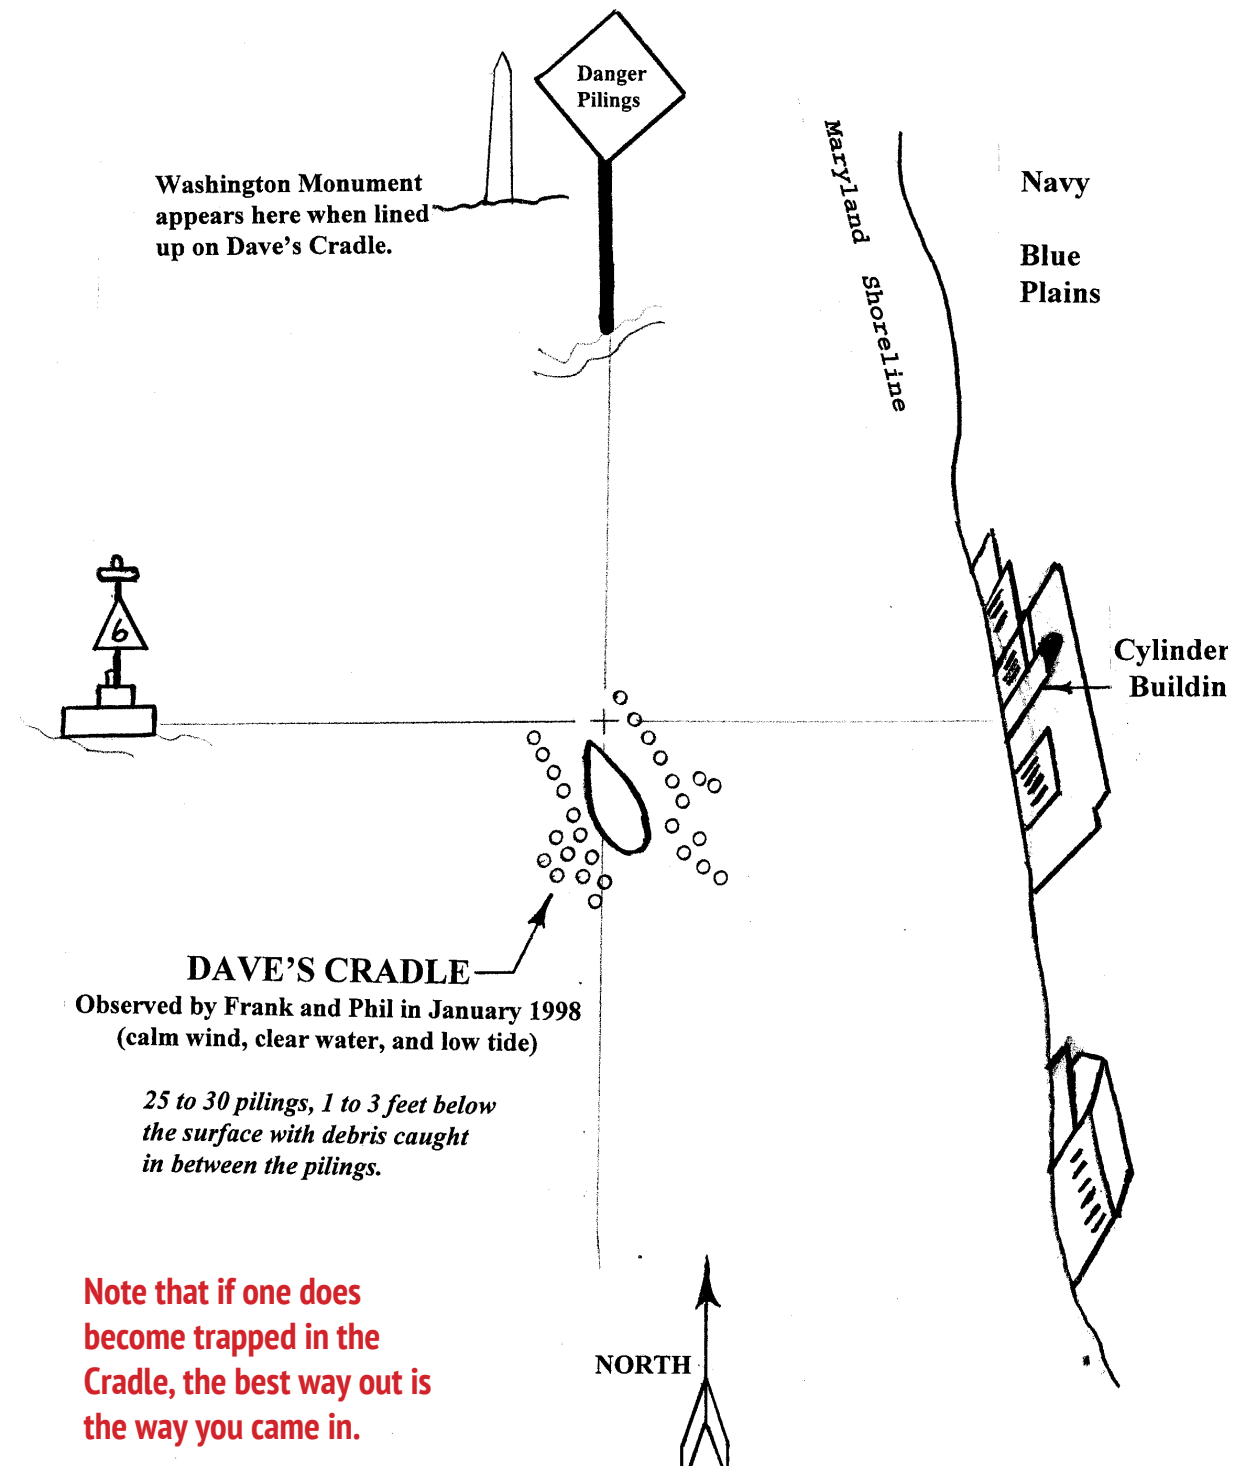 Danger
Pilings
Washington Monument
appears here when lined
up on Dave's Cradle.
Maryland Shoreline
Navy
Blue
Plains
6
Cylinder
Buildin
DAVE'S CRADLE
Observed by Frank and Phil in January 1998
(calm wind, clear water, and low tide)
25 to 30 pilings, 1 to 3 feet below
the surface with debris caught
in between the pilings.
Note that if one does
become trapped in the
Cradle, the best way out is
the way you came in.
NORTH